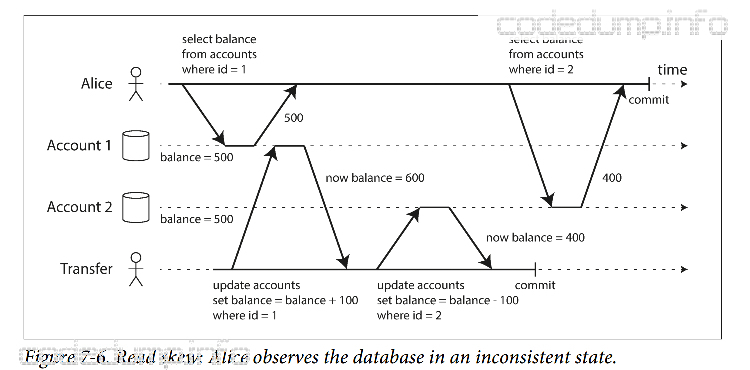 codedump.info
select balance
from accounts
where id = 1
select balance
from accounts
where id = 2
time
Alice
commit
500
Account 1
balance = 500
now balance = 600
400
Account 2
balance = 500
now balance = 400
Transfer
update accounts
set balance = balance + 100
where id = 1
update accounts
set balance = balance - 100
where id = 2
commit
Figure 7-6. Read skew: Alice observes the database in an inconsistent state.
codedump.info